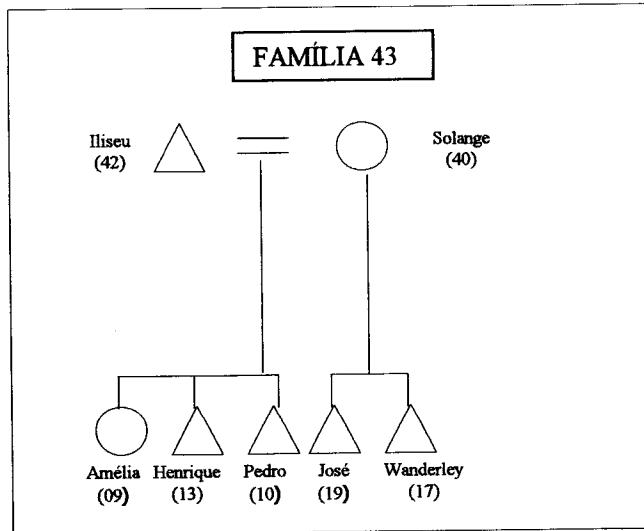 FAMÍLIA 43
Iliseu
(42)
Solange
(40)
Amélia
(09)
Henrique
(13)
Pedro
(10)
José
(19)
Wanderley
(17)